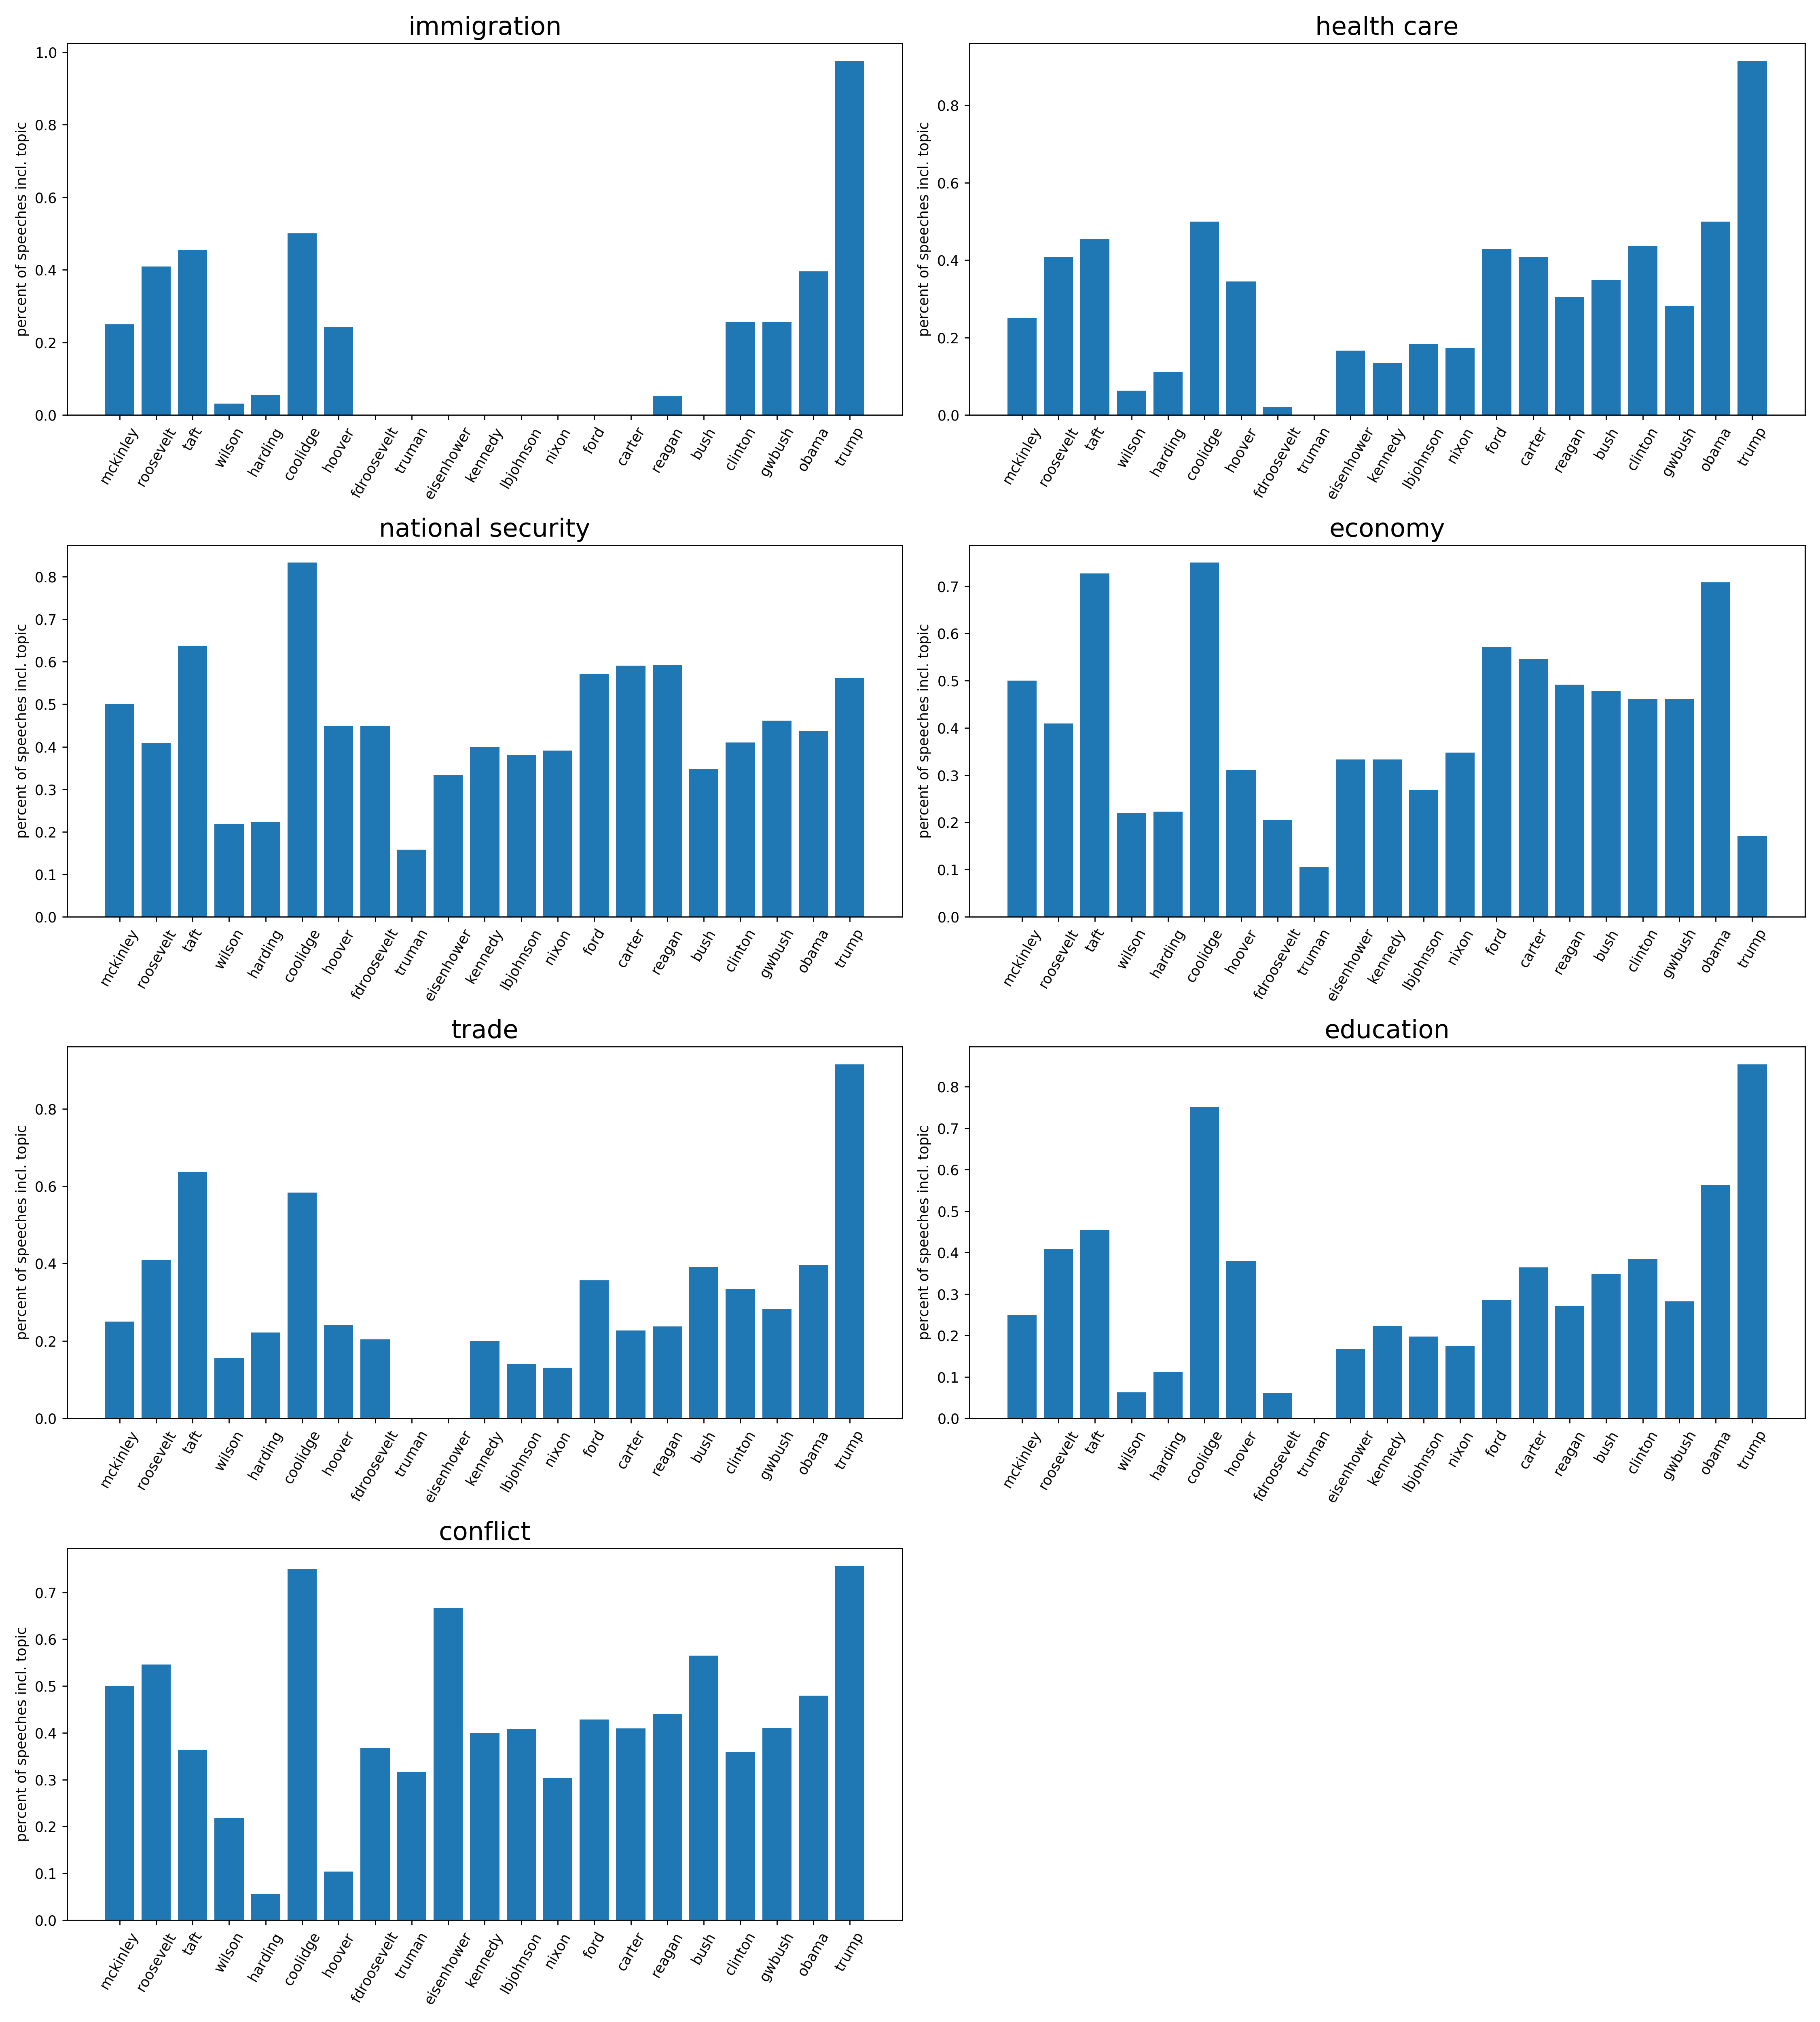 immigration
percent of speeches incl. topic
1.0
0.8
0.6
0.4
0.2
0.0
mckinley
roosevelt
taft
wilson
harding
coolidge
hoover
fdroosevelt
truman
eisenhower
kennedy
lbjohnson
nixon
ford
carter
reagan
bush
clinton
gwbush
obama
trump
health care
percent of speeches incl. topic
0.8
0.6
0.4
0.2
0.0
mckinley
roosevelt
taft
wilson
harding
coolidge
hoover
fdroosevelt
truman
eisenhower
kennedy
lbjohnson
nixon
ford
carter
reagan
bush
clinton
gwbush
obama
trump
national security
percent of speeches incl. topic
0.8
0.7
0.6
0.5
0.4
0.3
0.2
0.1
0.0
mckinley
roosevelt
taft
wilson
harding
coolidge
hoover
fdroosevelt
truman
eisenhower
kennedy
lbjohnson
nixon
ford
carter
reagan
bush
clinton
gwbush
obama
trump
economy
percent of speeches incl. topic
0.7
0.6
0.5
0.4
0.3
0.2
0.1
0.0
mckinley
roosevelt
taft
wilson
harding
coolidge
hoover
fdroosevelt
truman
eisenhower
kennedy
lbjohnson
nixon
ford
carter
reagan
bush
clinton
gwbush
obama
trump
trade
percent of speeches incl. topic
0.8
0.6
0.4
0.2
0.0
mckinley
roosevelt
taft
wilson
harding
coolidge
hoover
fdroosevelt
truman
eisenhower
kennedy
lbjohnson
nixon
ford
carter
reagan
bush
clinton
gwbush
obama
trump
education
percent of speeches incl. topic
0.8
0.7
0.6
0.5
0.4
0.3
0.2
0.1
0.0
mckinley
roosevelt
taft
wilson
harding
coolidge
hoover
fdroosevelt
truman
eisenhower
kennedy
lbjohnson
nixon
ford
carter
reagan
bush
clinton
gwbush
obama
trump
conflict
percent of speeches incl. topic
0.7
0.6
0.5
0.4
0.3
0.2
0.1
0.0
mckinley
roosevelt
taft
wilson
harding
coolidge
hoover
fdroosevelt
truman
eisenhower
kennedy
lbjohnson
nixon
ford
carter
reagan
bush
clinton
gwbush
obama
trump